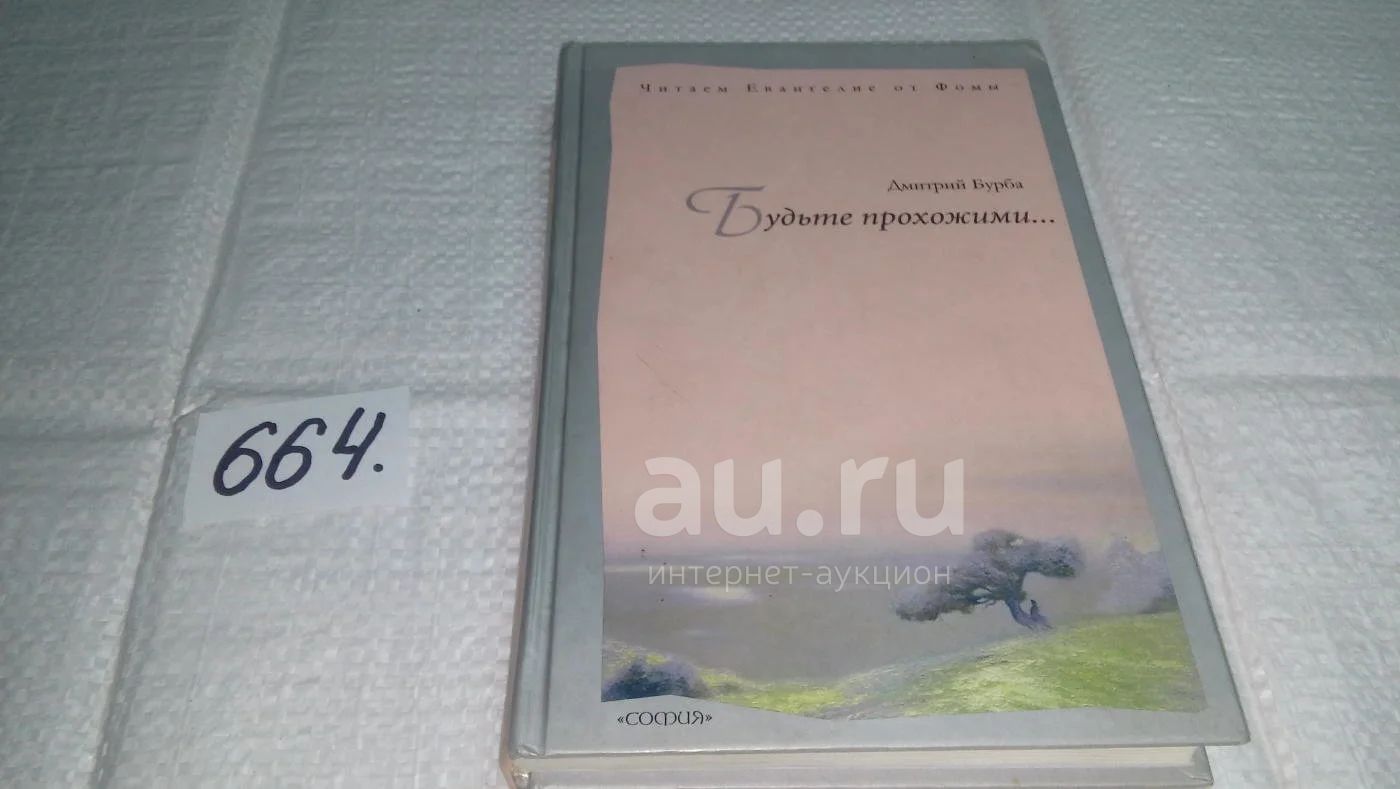 Читаем Евангелие от Фомы
Дмитрий Бурба
Будьте прохожими...
664.
au.ru
интернет-аукцион
«СОФИЯ»